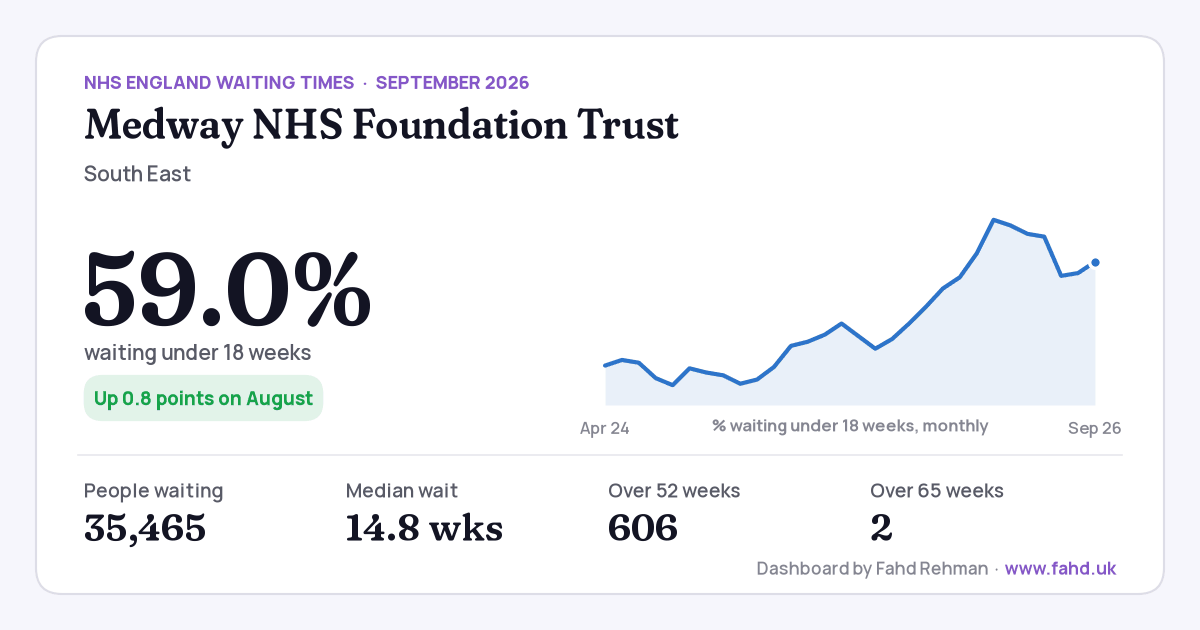 NHS ENGLAND WAITING TIMES · SEPTEMBER 2026
Medway NHS Foundation Trust
South East
59.0%
waiting under 18 weeks
Up 0.8 points on August
Apr 24
% waiting under 18 weeks, monthly
Sep 26
People waiting
35,465
Median wait
14.8 wks
Over 52 weeks
606
Over 65 weeks
2
Dashboard by Fahd Rehman · www.fahd.uk